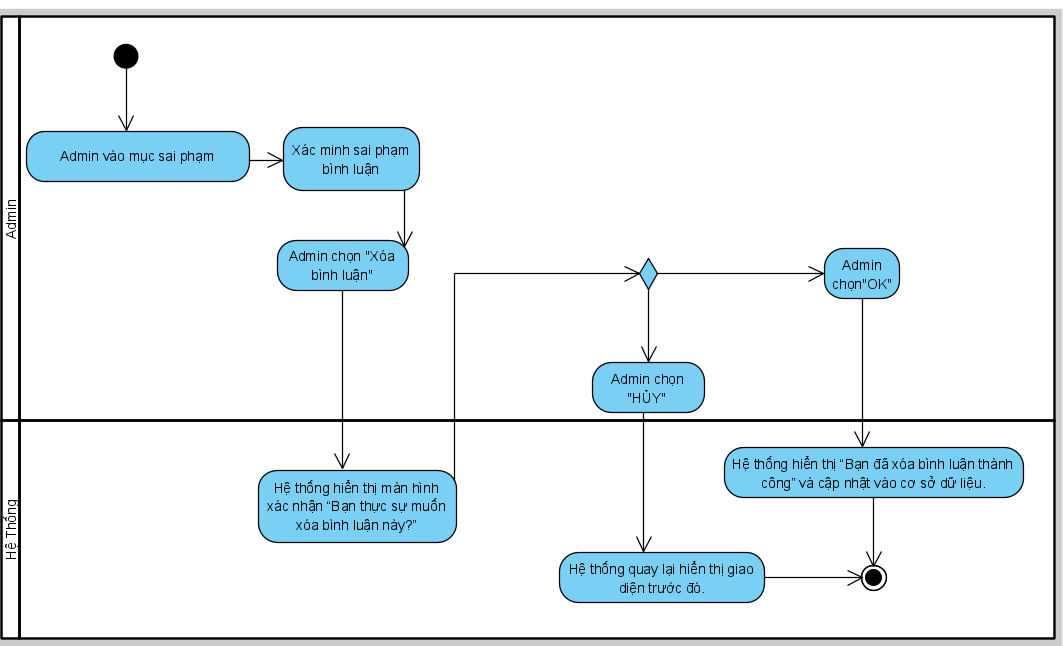 Admin
Admin vào mục sai phạm
Xác minh sai phạm
bình luận
Admin chọn "Xóa
bình luận"
Admin
chọn"OK"
Admin chọn
"HỦY"
Hệ Thống
Hệ thống hiển thị màn hình
xác nhận “Bạn thực sự muốn
xóa bình luận này?”
Hệ thống hiển thị “Bạn đã xóa bình luận thành
công” và cập nhật vào cơ sở dữ liệu.
Hệ thống quay lại hiển thị giao
diện trước đó.